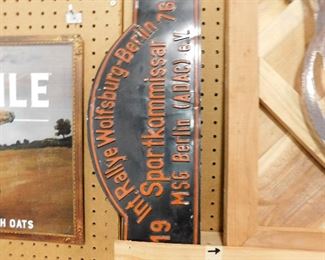 ILE
H OATS
Int. Rallye Wolfsburg-Berlin
19 Sportkommissar 76
MSG Berlin (ADAC) e.V.